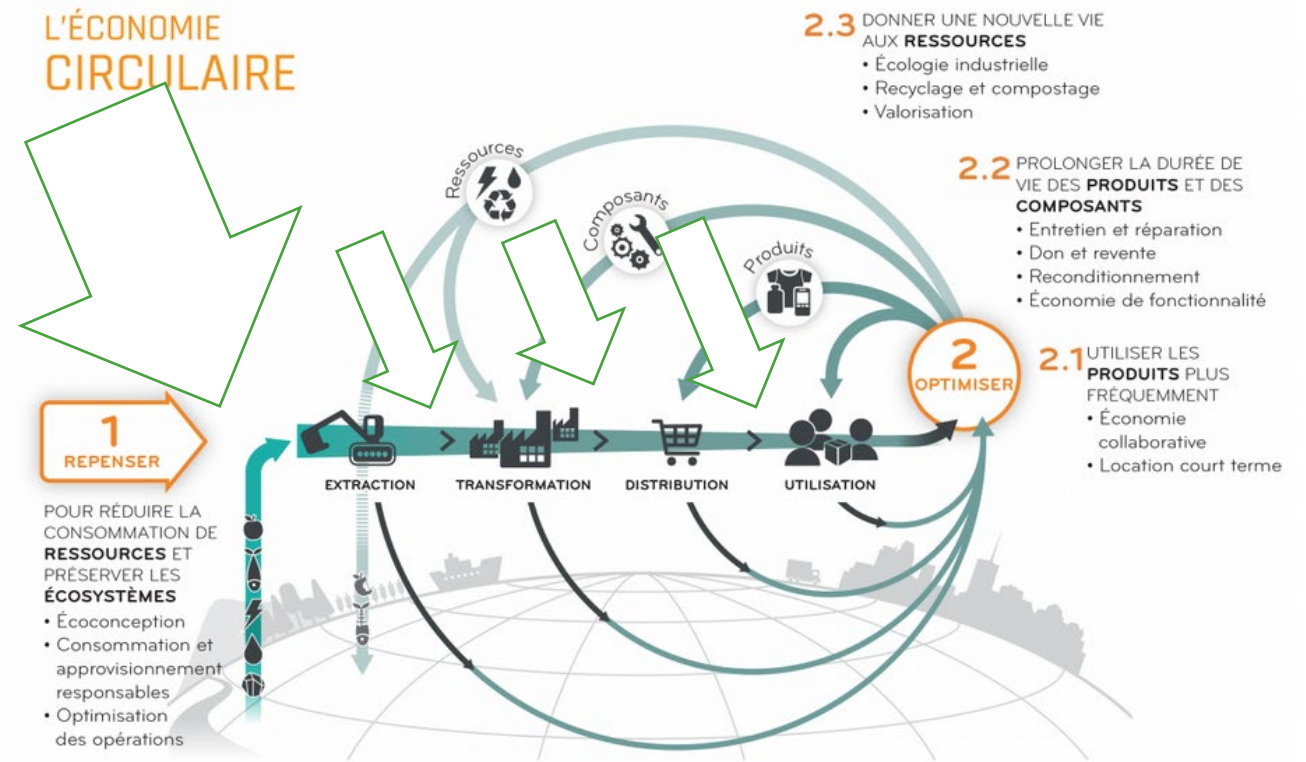 L'ÉCONOMIE
CIRCULAIRE
2.3 DONNER UNE NOUVELLE VIE
AUX RESSOURCES
• Écologie industrielle
• Recyclage et compostage
• Valorisation
2.2 PROLONGER LA DURÉE DE
VIE DES PRODUITS ET DES
COMPOSANTS
• Entretien et réparation
• Don et revente
• Reconditionnement
• Économie de fonctionnalité
Ressources
Composants
Produits
2
OPTIMISER
2.1 UTILISER LES
PRODUITS PLUS
FRÉQUEMMENT
• Économie
collaborative
• Location court terme
1
REPENSER
EXTRACTION
TRANSFORMATION
DISTRIBUTION
UTILISATION
POUR RÉDUIRE LA
CONSOMMATION DE
RESSOURCES ET
PRÉSERVER LES
ÉCOSYSTÈMES
• Écoconception
• Consommation et
approvisionnement
responsables
• Optimisation
des opérations